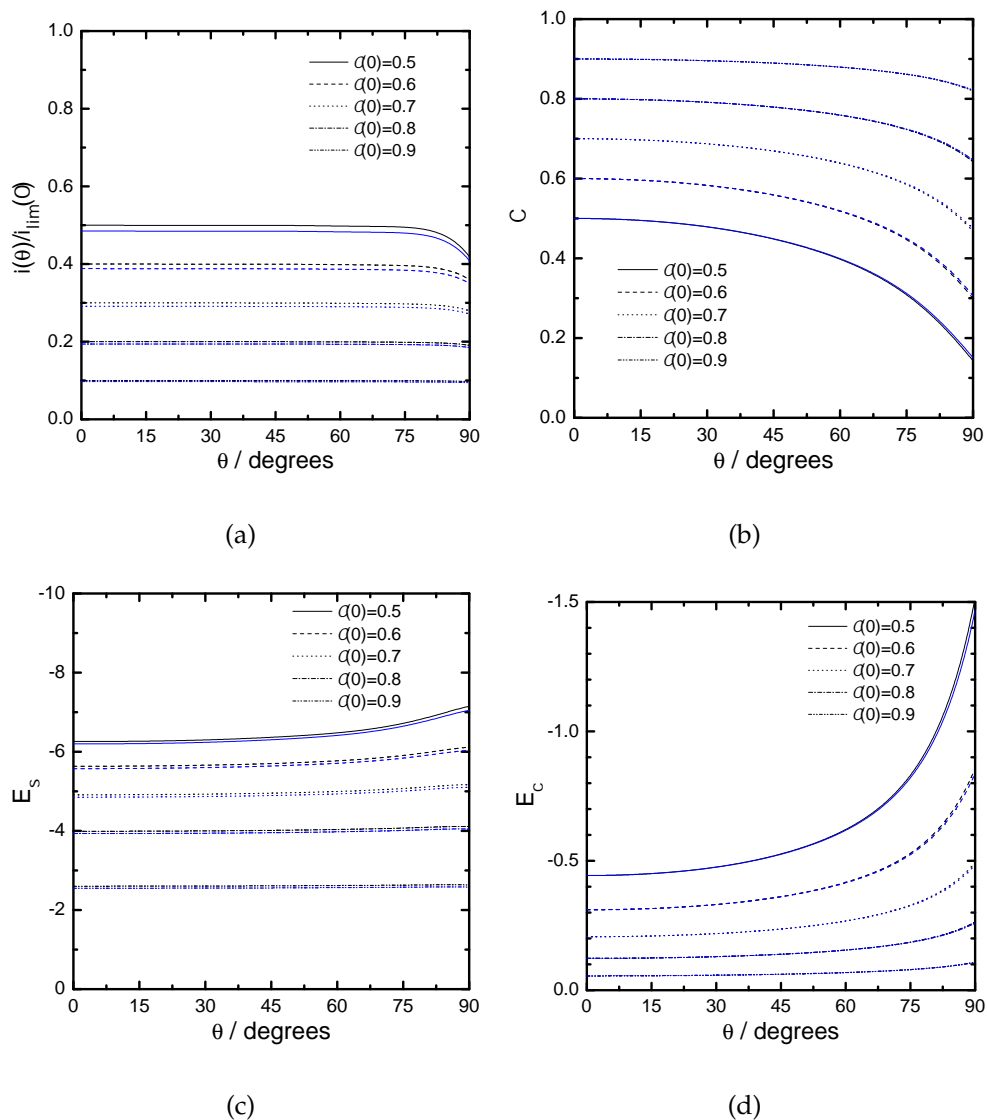 1.0
0.8
0.6
0.4
0.2
0.0
i(θ)/i_lim(0)
C(0)=0.5
C(0)=0.6
C(0)=0.7
C(0)=0.8
C(0)=0.9
0 15 30 45 60 75 90
θ / degrees
(a)
1.0
0.8
0.6
0.4
0.2
0.0
C
C(0)=0.5
C(0)=0.6
C(0)=0.7
C(0)=0.8
C(0)=0.9
0 15 30 45 60 75 90
θ / degrees
(b)
-10
-8
-6
-4
-2
0
E_s
C(0)=0.5
C(0)=0.6
C(0)=0.7
C(0)=0.8
C(0)=0.9
0 15 30 45 60 75 90
θ / degrees
(c)
-1.5
-1.0
-0.5
0.0
E_c
C(0)=0.5
C(0)=0.6
C(0)=0.7
C(0)=0.8
C(0)=0.9
0 15 30 45 60 75 90
θ / degrees
(d)